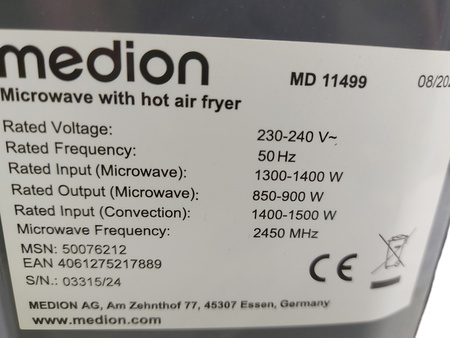 medion
MD 11499
Microwave with hot air fryer
Rated Voltage: 230-240 V~
Rated Frequency: 50 Hz
Rated Input (Microwave): 1300-1400 W
Rated Output (Microwave): 850-900 W
Rated Input (Convection): 1400-1500 W
Microwave Frequency: 2450 MHz
MSN: 50076212
EAN 4061275217889
S/N.: 03315/24
CE
MEDION AG, Am Zehnthof 77, 45307 Essen, Germany
www.medion.com